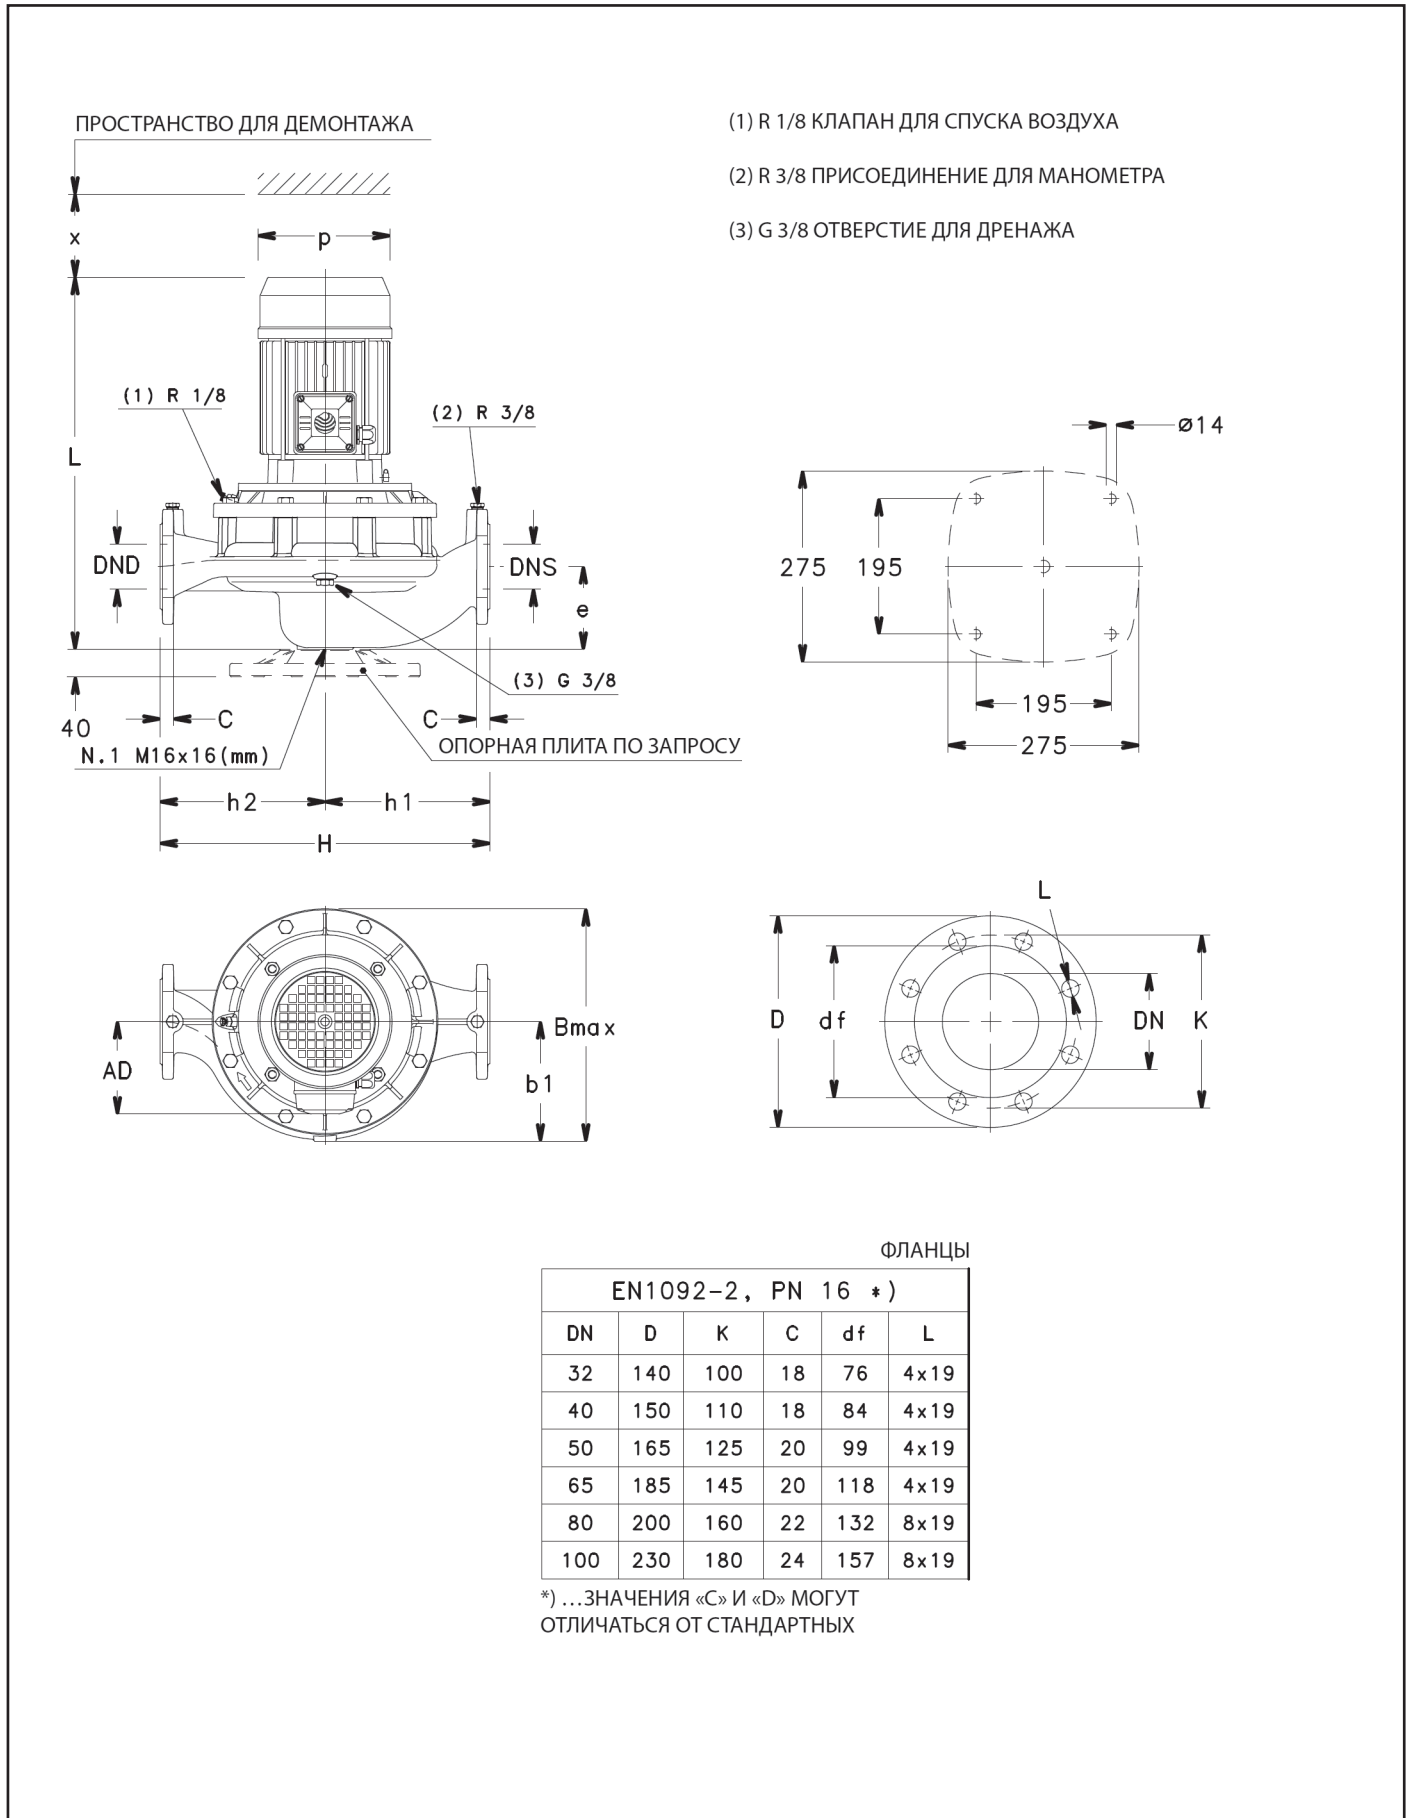 ПРОСТРАНСТВО ДЛЯ ДЕМОНТАЖА
(1) R 1/8 КЛАПАН ДЛЯ СПУСКА ВОЗДУХА
(2) R 3/8 ПРИСОЕДИНЕНИЕ ДЛЯ МАНОМЕТРА
(3) G 3/8 ОТВЕРСТИЕ ДЛЯ ДРЕНАЖА
x
p
(1) R 1/8
(2) R 3/8
L
DND
DNS
e
(3) G 3/8
40
C
C
N.1 M16x16(mm)
ОПОРНАЯ ПЛИТА ПО ЗАПРОСУ
h2
h1
H
ø14
275
195
195
275
AD
Bmax
b1
L
D
df
DN
K
ФЛАНЦЫ
EN1092-2, PN 16 *)
DN D K C df L
32 140 100 18 76 4x19
40 150 110 18 84 4x19
50 165 125 20 99 4x19
65 185 145 20 118 4x19
80 200 160 22 132 8x19
100 230 180 24 157 8x19
*) ...ЗНАЧЕНИЯ «C» И «D» МОГУТ
ОТЛИЧАТЬСЯ ОТ СТАНДАРТНЫХ